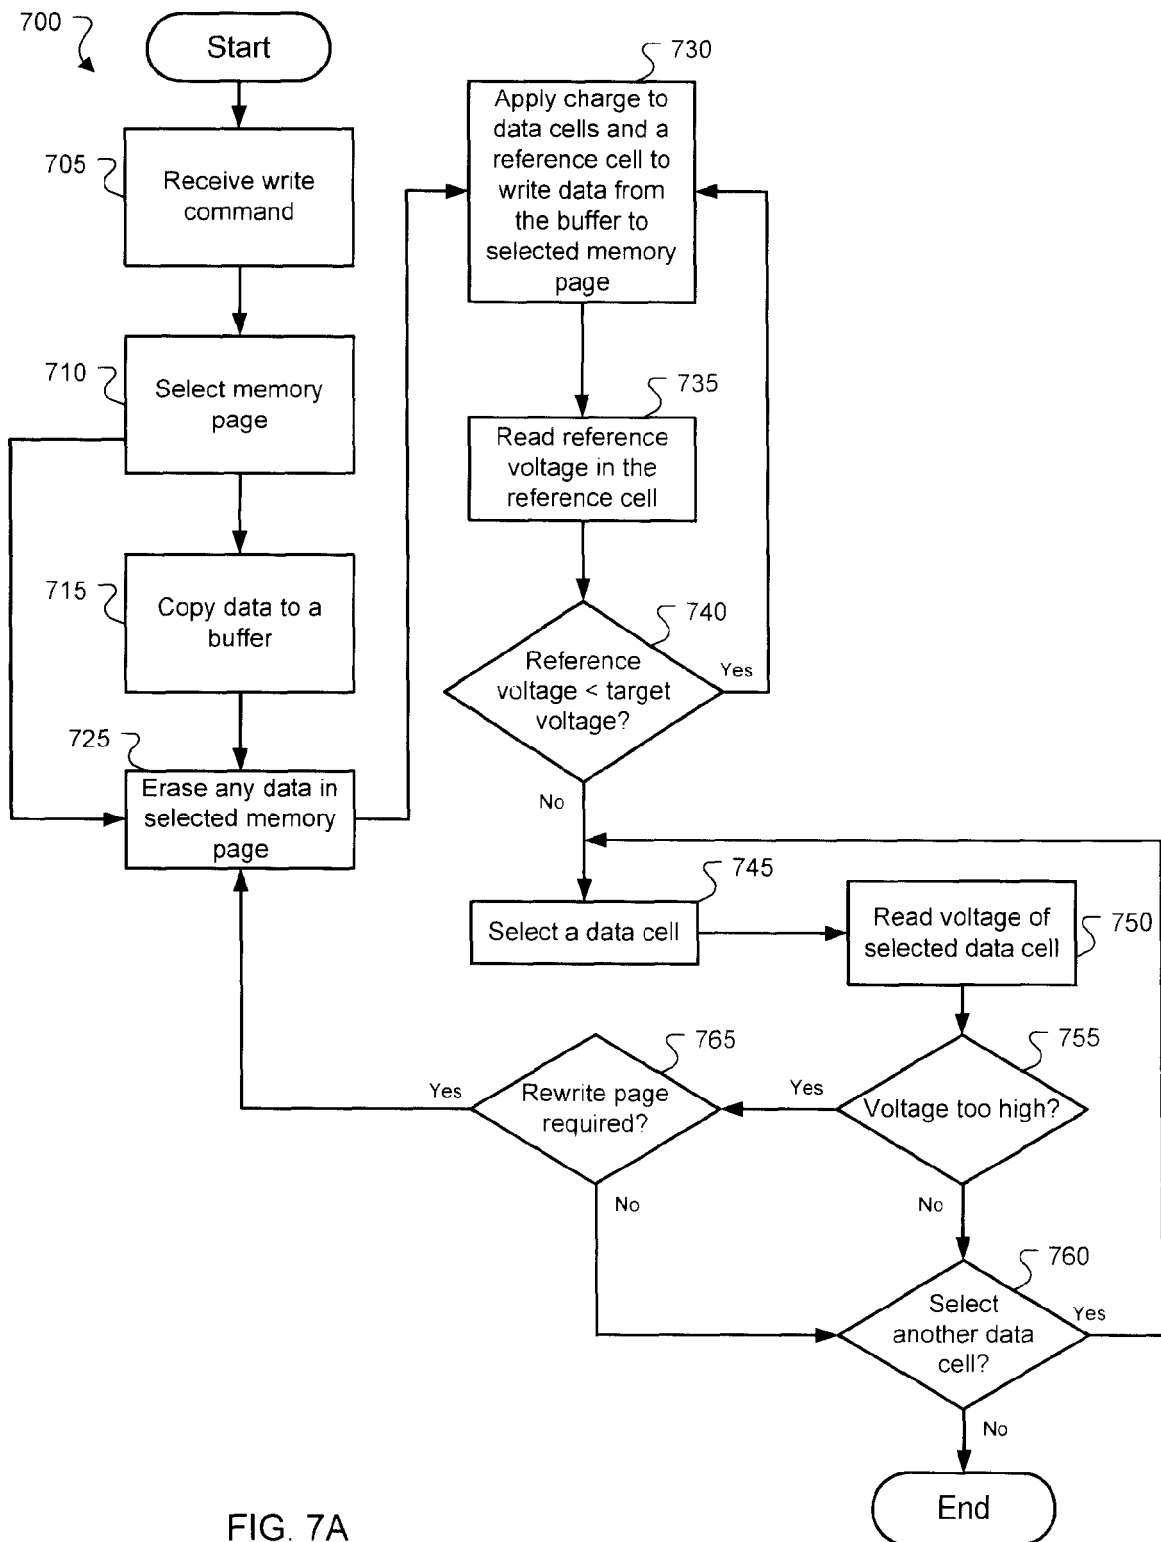 700
Start
705
Receive write
command
710
Select memory
page
715
Copy data to a
buffer
725
Erase any data in
selected memory
page
730
Apply charge to
data cells and a
reference cell to
write data from
the buffer to
selected memory
page
735
Read reference
voltage in the
reference cell
740
Reference
voltage < target
voltage?
Yes
No
745
Select a data cell
Read voltage of
selected data cell
750
755
Voltage too high?
Yes
No
765
Rewrite page
required?
Yes
No
760
Select
another data
cell?
Yes
No
End
FIG. 7A